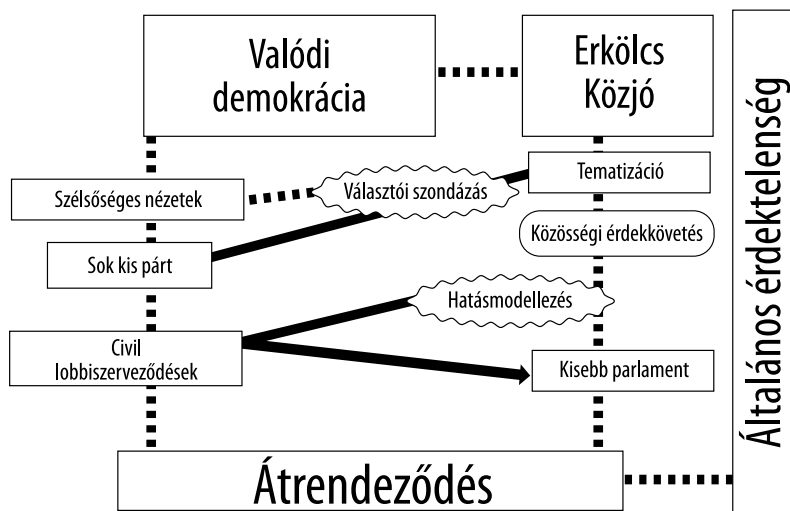 Valódi
demokrácia
Erkölcs
Közjó
Általános érdektelenség
Tematizáció
Szélsőséges nézetek
Választói szondázás
Közösségi érdekkövetés
Sok kis párt
Hatásmodellezés
Civil
lobbiszerveződések
Kisebb parlament
Átrendeződés